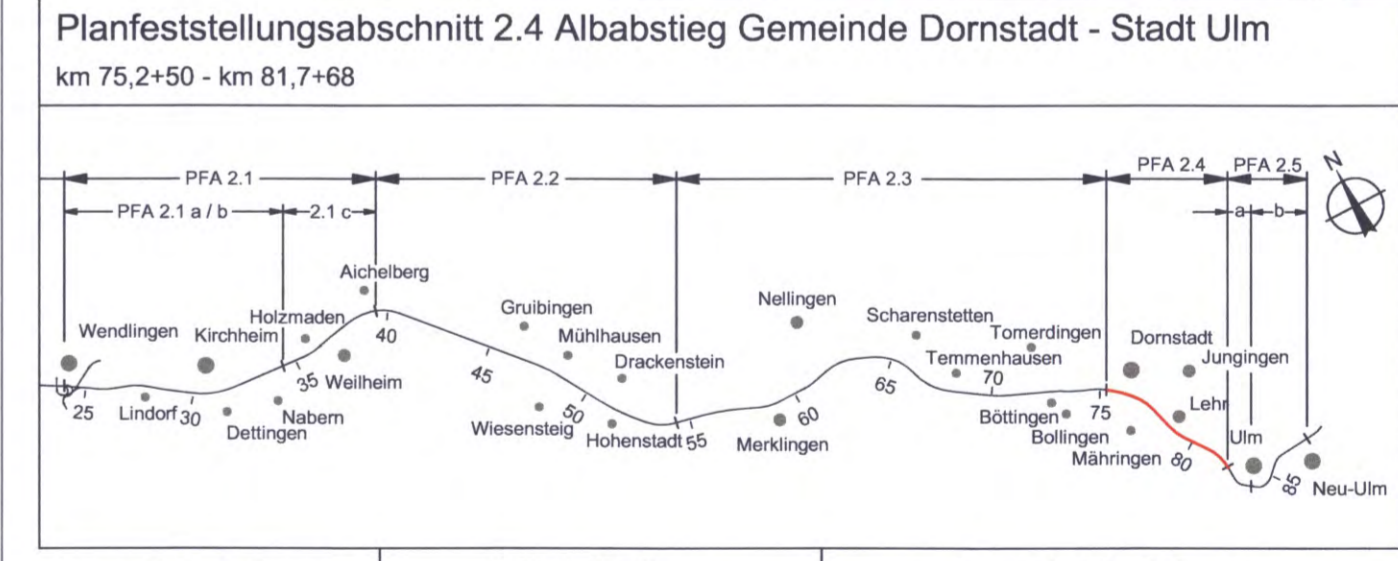 Planfeststellungsabschnitt 2.4 Albabstieg Gemeinde Dornstadt - Stadt Ulm
km 75,2+50 - km 81,7+68
PFA 2.1
PFA 2.2
PFA 2.3
PFA 2.4
PFA 2.5
N
PFA 2.1 a / b
2.1 c
a
b
Aichelberg
Wendlingen
Kirchheim
Holzmaden
40
35
Weilheim
25
Lindorf
30
Dettingen
Nabern
Gruibingen
Mühlhausen
Drackenstein
45
50
Wiesensteig
Hohenstadt
55
Nellingen
Merklingen
60
Scharenstetten
65
Temmenhausen
Tomerdingen
70
Böttingen
Bollingen
Mähringen
75
Dornstadt
Jungingen
Lehr
80
Ulm
85
Neu-Ulm